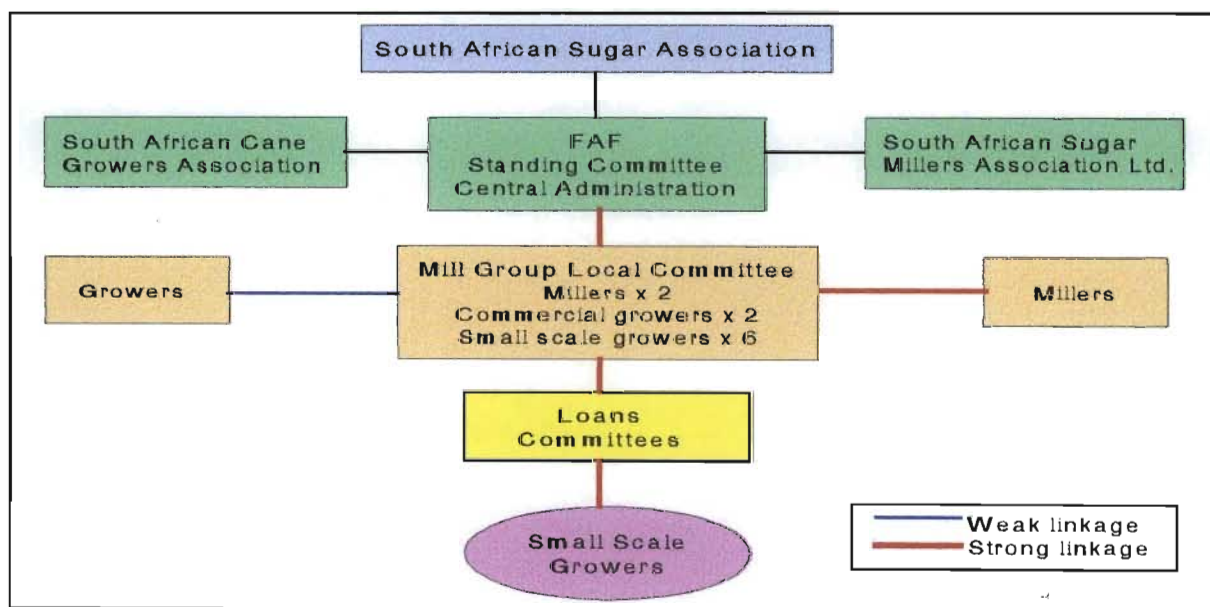 South African Sugar Association
South African Cane
Growers Association
FAF
Standing Committee
Central Administration
South African Sugar
Millers Association Ltd.
Growers
Mill Group Local Committee
Millers x 2
Commercial growers x 2
Small scale growers x 6
Millers
Loans
Committees
Small Scale
Growers
Weak linkage
Strong linkage